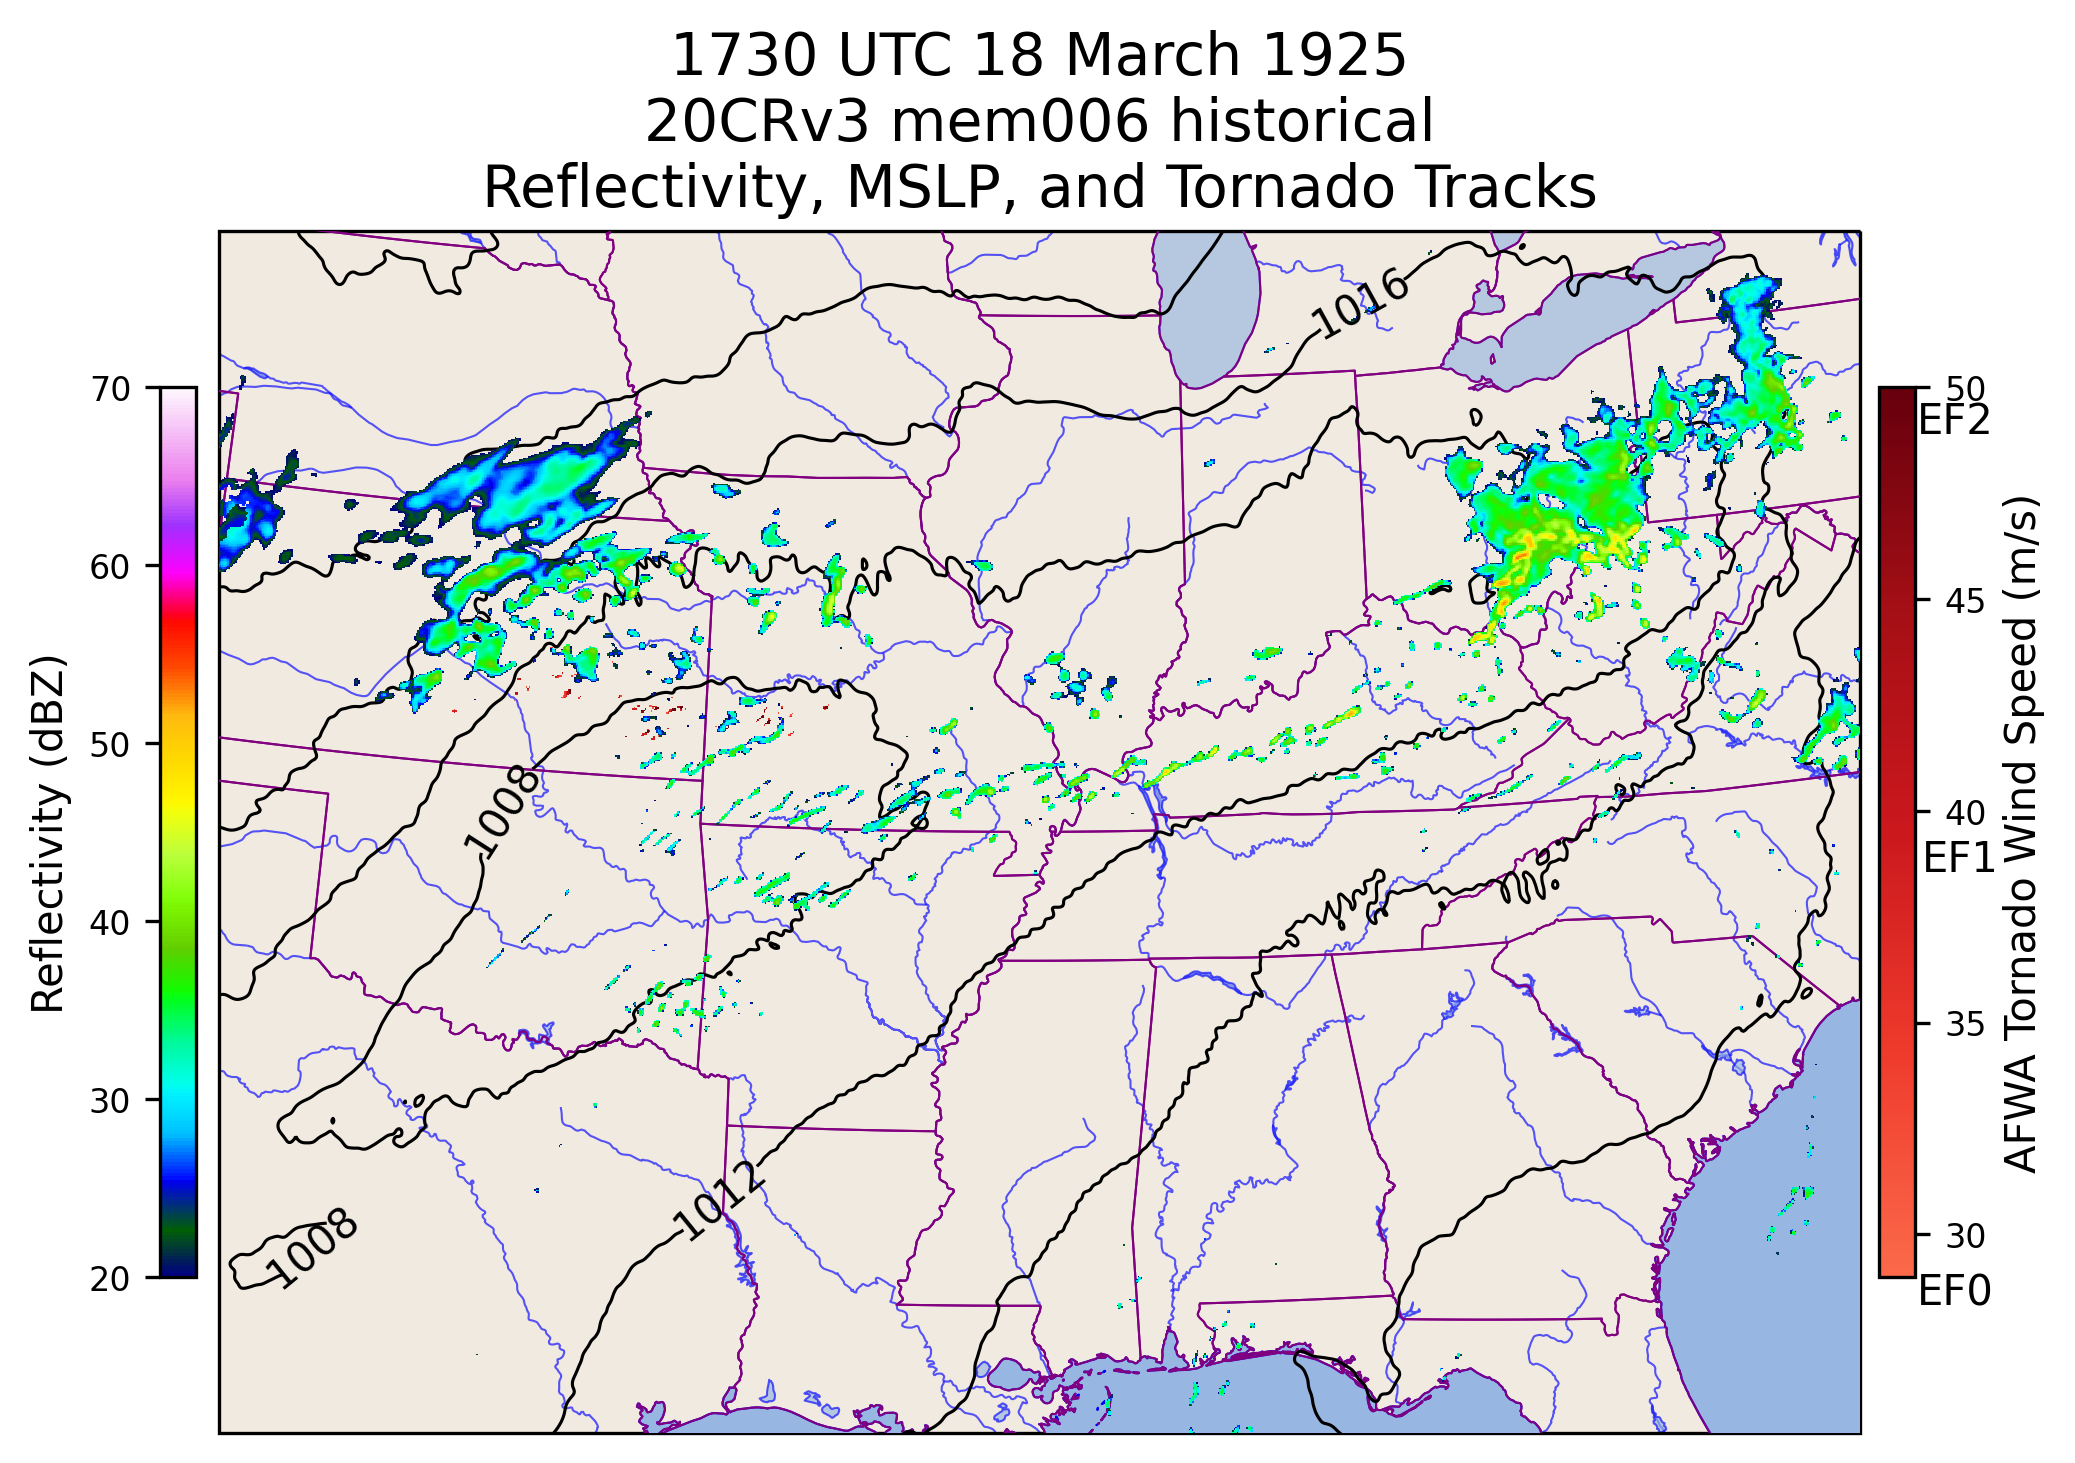 1730 UTC 18 March 1925
20CRv3 mem006 historical
Reflectivity, MSLP, and Tornado Tracks
Reflectivity (dBZ)
70
60
50
40
30
20
1016
1008
1012
1008
50
EF2
45
40
EF1
35
30
EF0
AFWA Tornado Wind Speed (m/s)